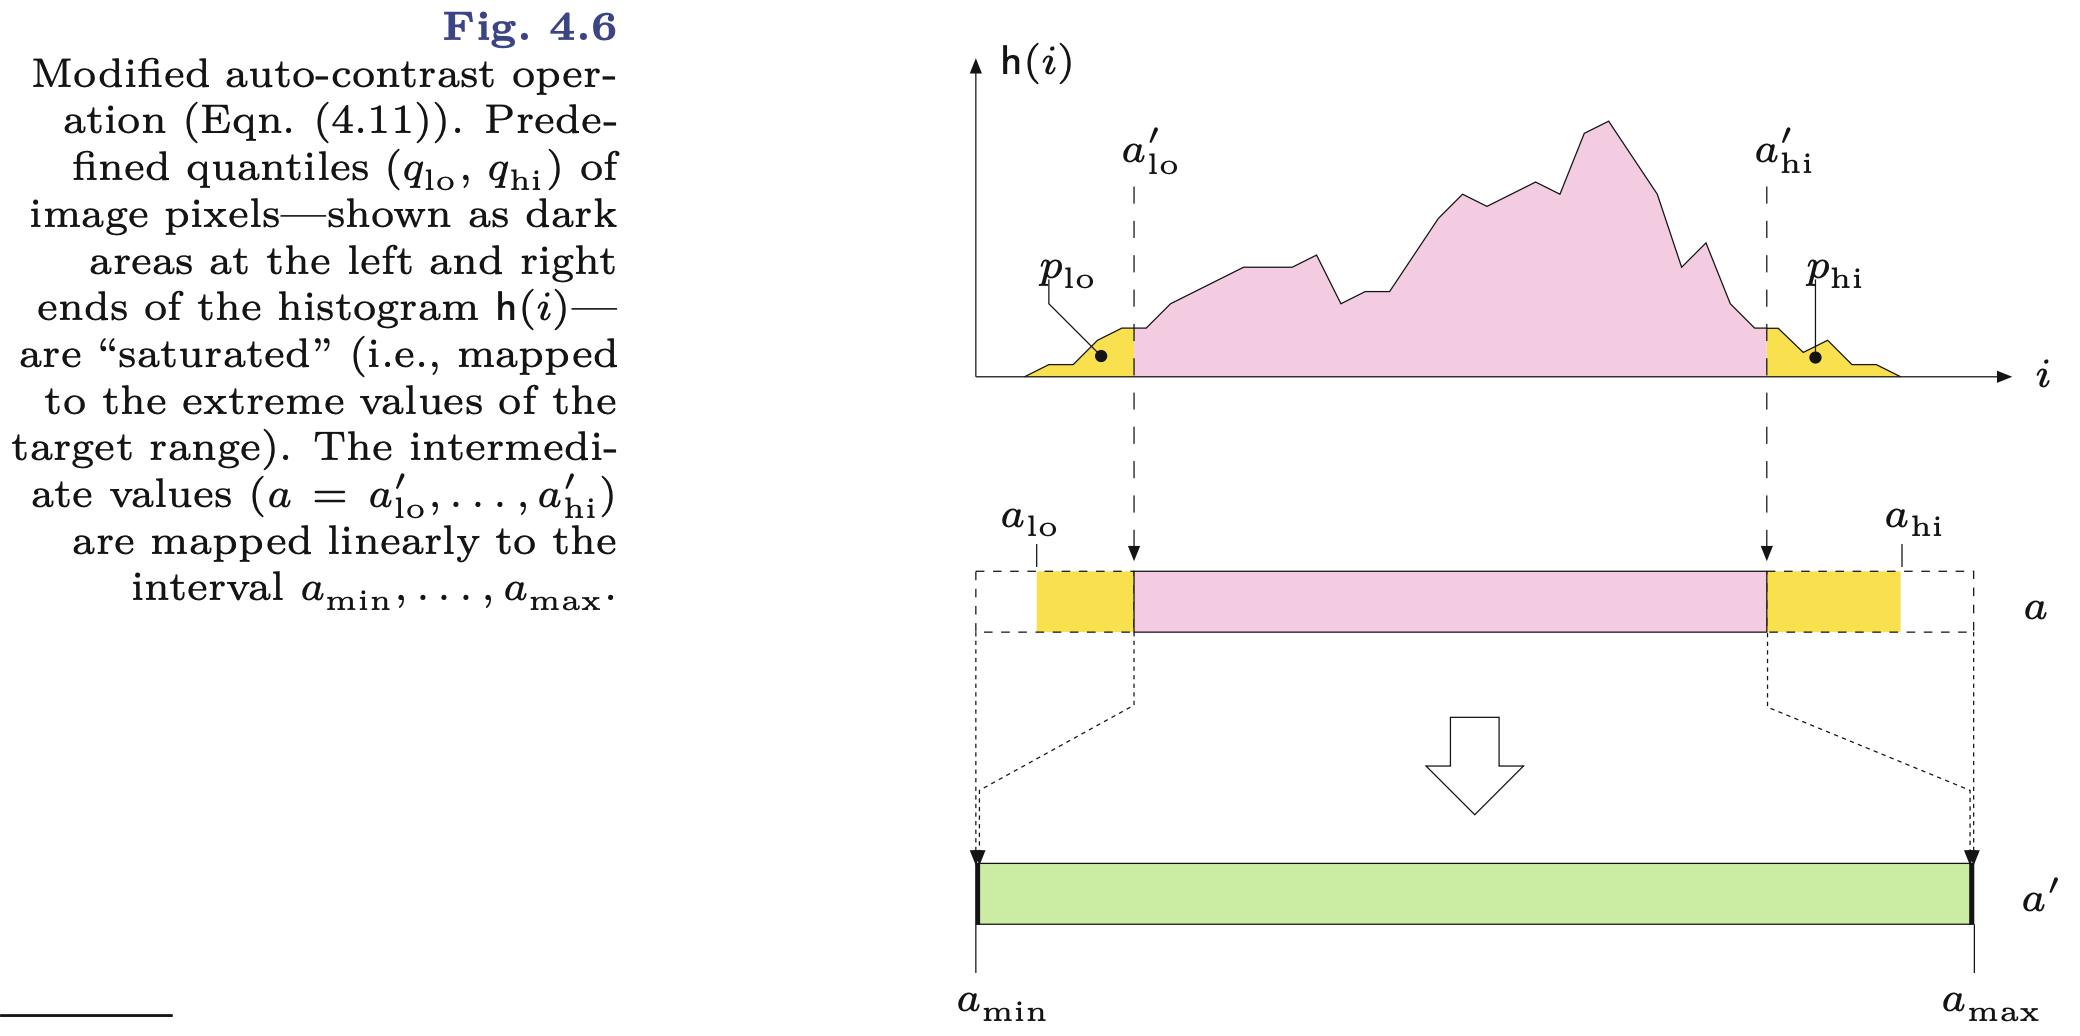 Fig. 4.6
Modified auto-contrast oper-
ation (Eqn. (4.11)). Prede-
fined quantiles (qlo, qhi) of
image pixels—shown as dark
areas at the left and right
ends of the histogram h(i)—
are “saturated” (i.e., mapped
to the extreme values of the
target range). The intermedi-
ate values (a = a′lo, . . . , a′hi)
are mapped linearly to the
interval amin, . . . , amax.
h(i)
a′lo
a′hi
plo
phi
i
alo
ahi
a
a′
amin
amax